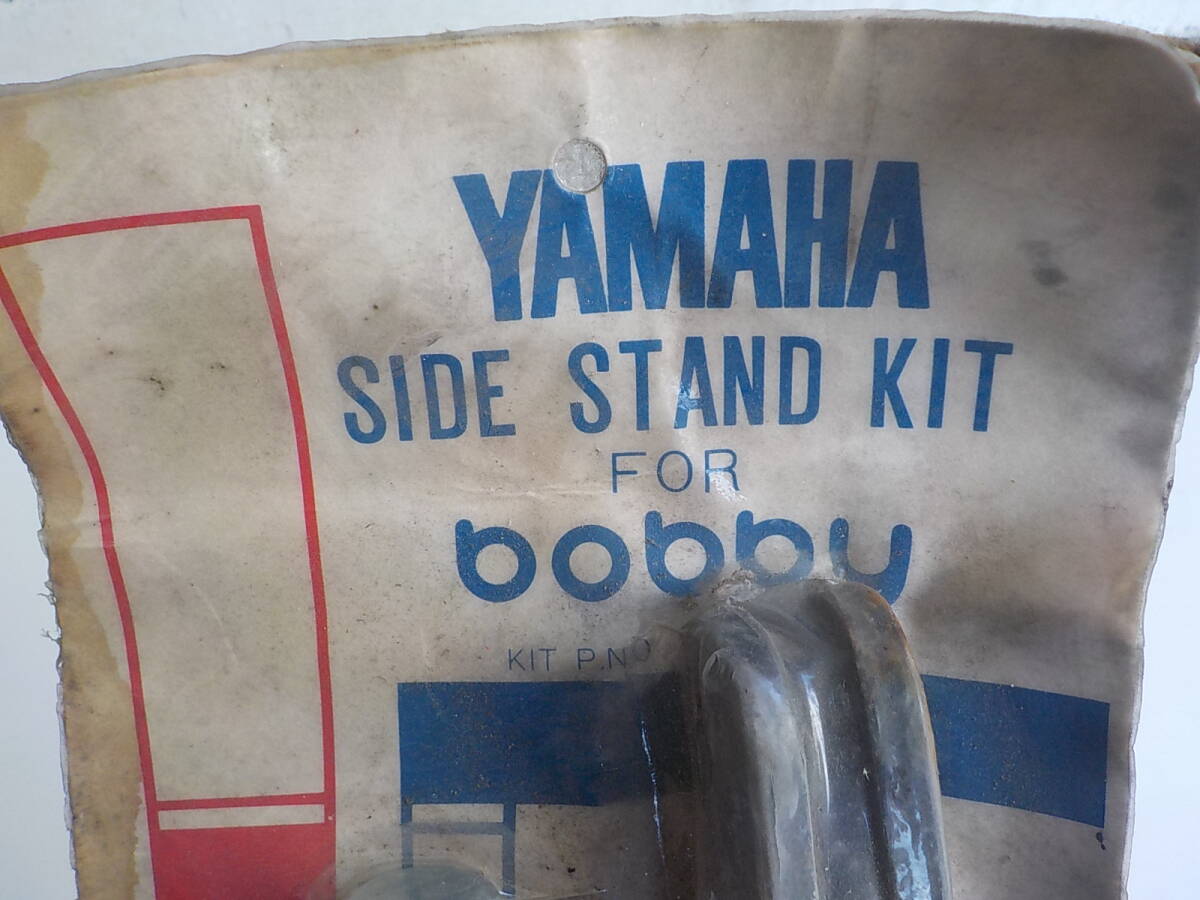 YAMAHA
SIDE STAND KIT
FOR
bobby
KIT P.NO